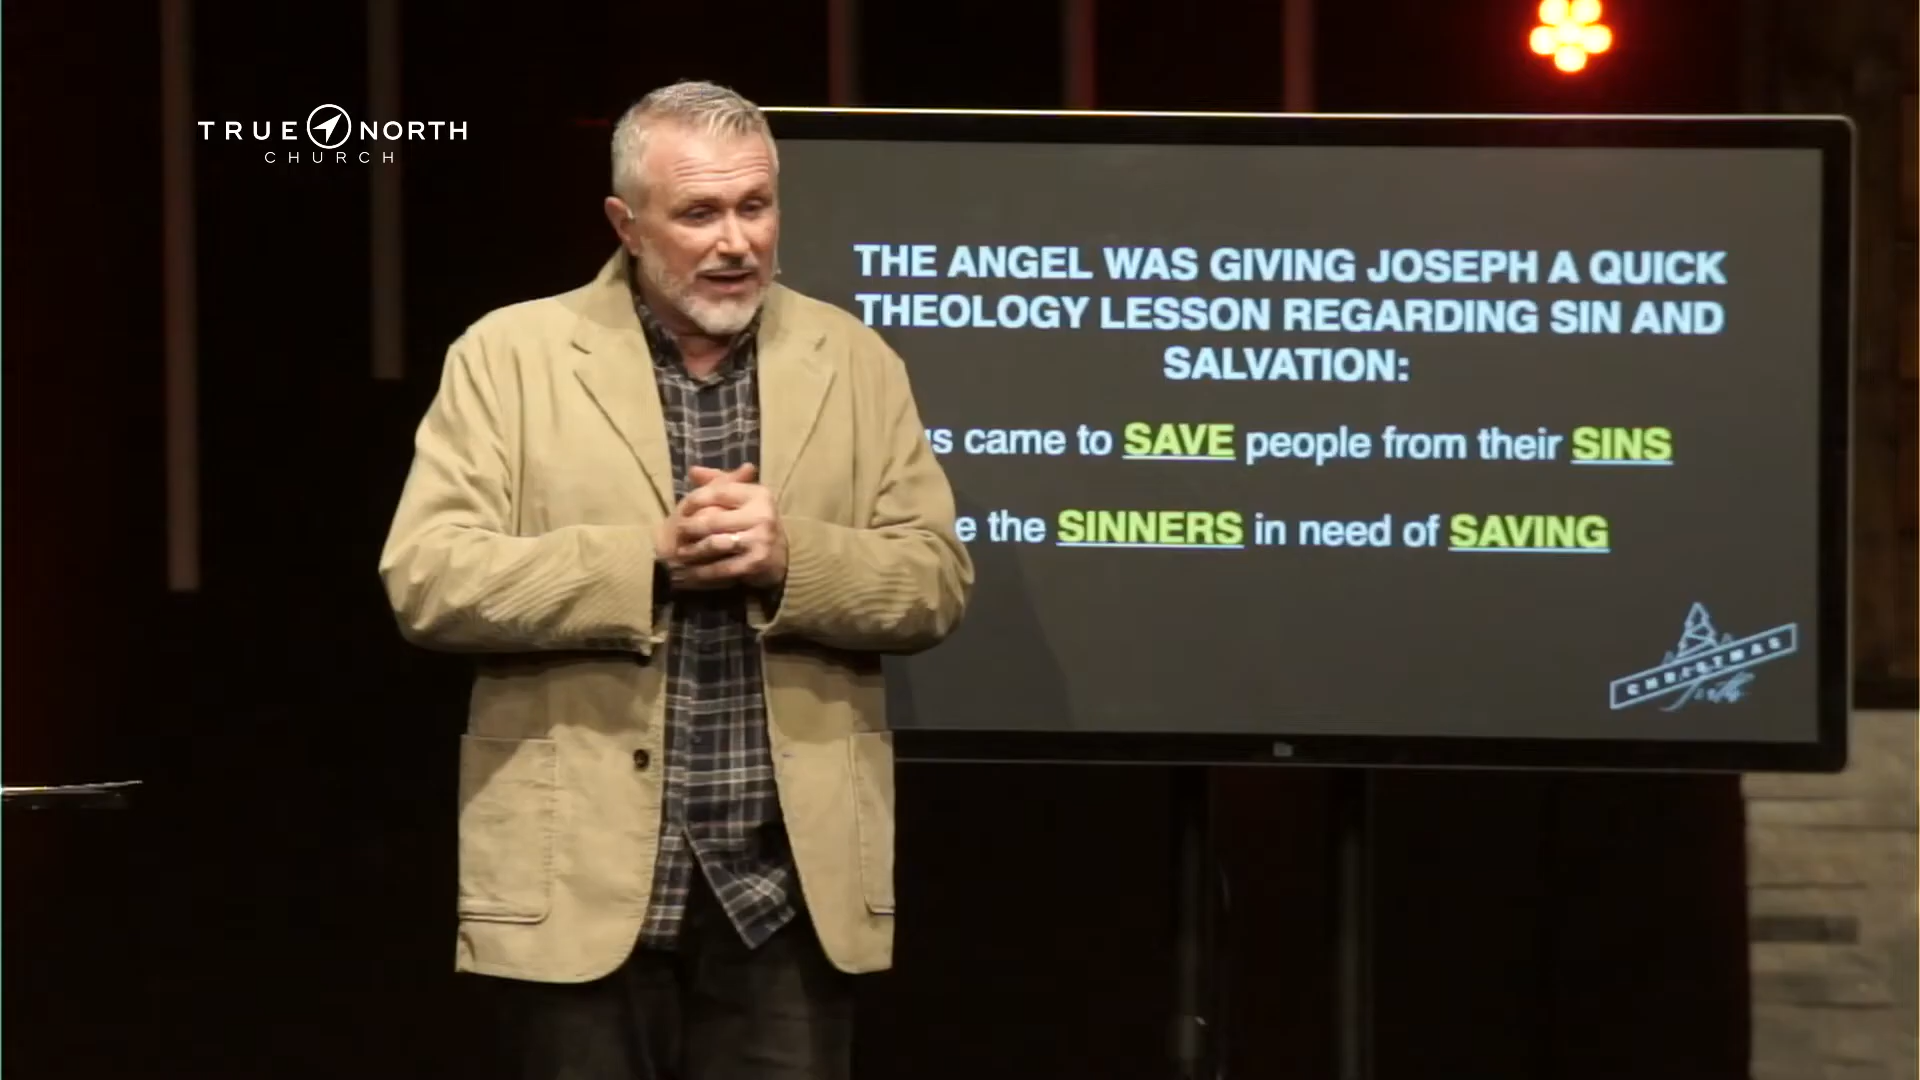 TRUE NORTH
CHURCH
THE ANGEL WAS GIVING JOSEPH A QUICK
THEOLOGY LESSON REGARDING SIN AND
SALVATION:
s came to SAVE people from their SINS
e the SINNERS in need of SAVING
CHRISTMAS